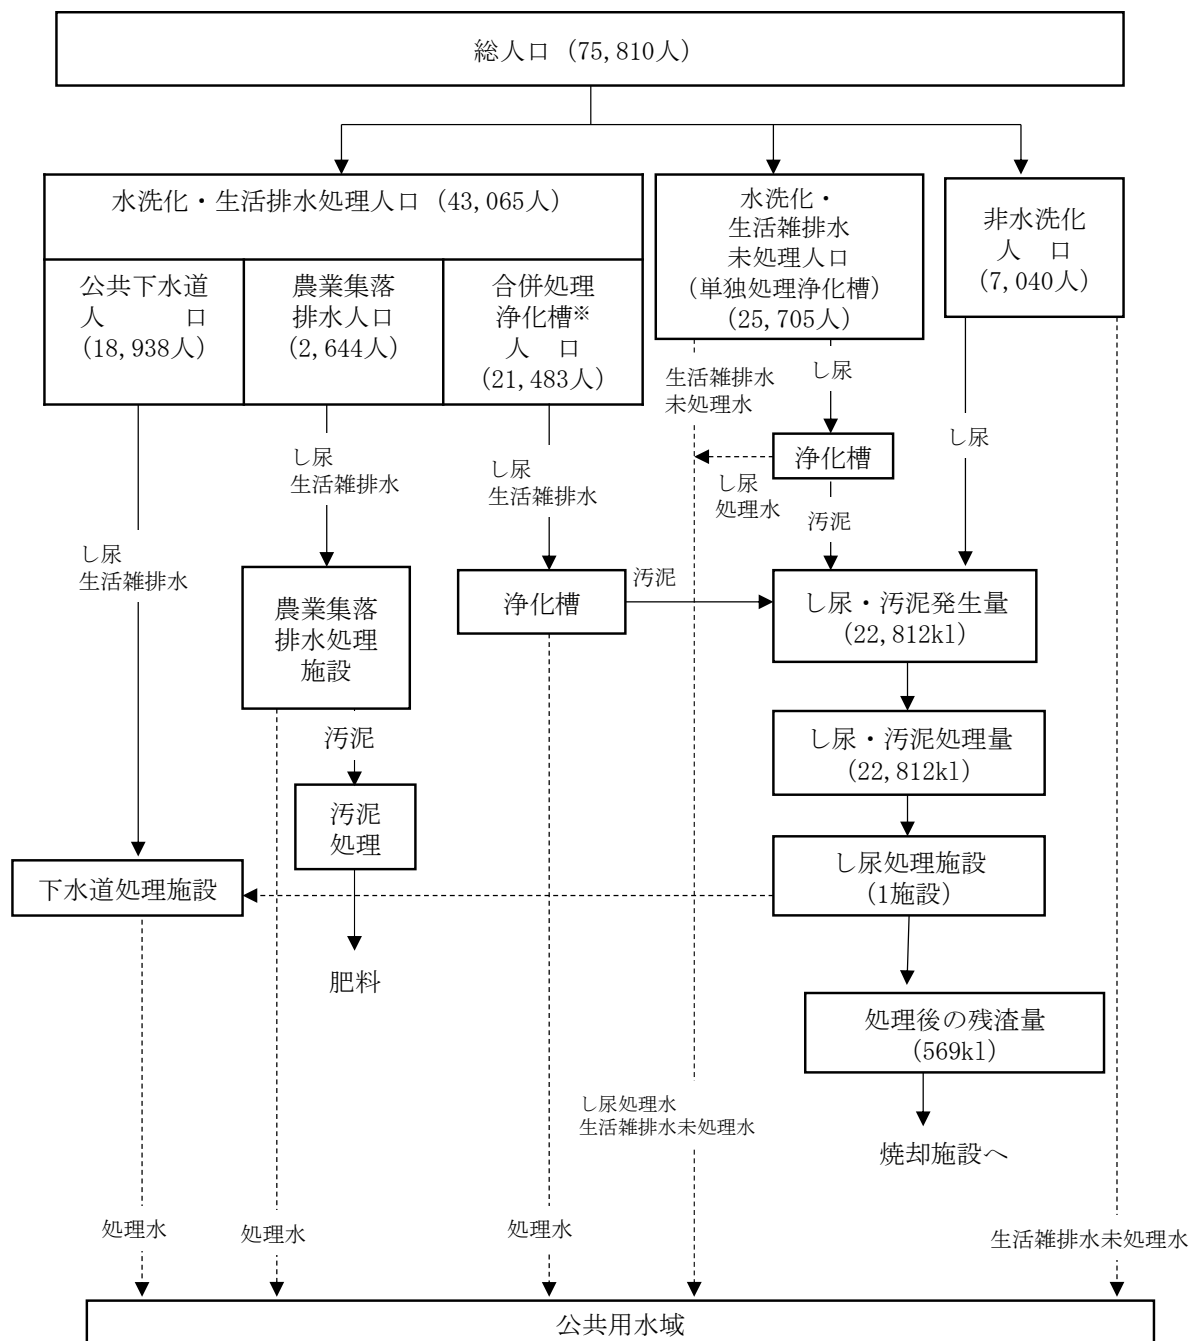 総人口（75,810人）
水洗化・生活排水処理人口（43,065人）
公共下水道
人　　　口
（18,938人）
農業集落
排水人口
（2,644人）
合併処理
浄化槽※
人　口
（21,483人）
水洗化・
生活雑排水
未処理人口
（単独処理浄化槽）
（25,705人）
非水洗化
人　口
（7,040人）
生活雑排水
未処理水
し尿
し尿
浄化槽
し尿
処理水
汚泥
し尿
生活雑排水
し尿
生活雑排水
し尿
生活雑排水
農業集落
排水処理
施設
浄化槽
汚泥
し尿・汚泥発生量
（22,812kl）
汚泥
し尿・汚泥処理量
（22,812kl）
汚泥
処理
し尿処理施設
（1施設）
下水道処理施設
肥料
処理後の残渣量
（569kl）
し尿処理水
生活雑排水未処理水
焼却施設へ
処理水
処理水
処理水
生活雑排水未処理水
公共用水域